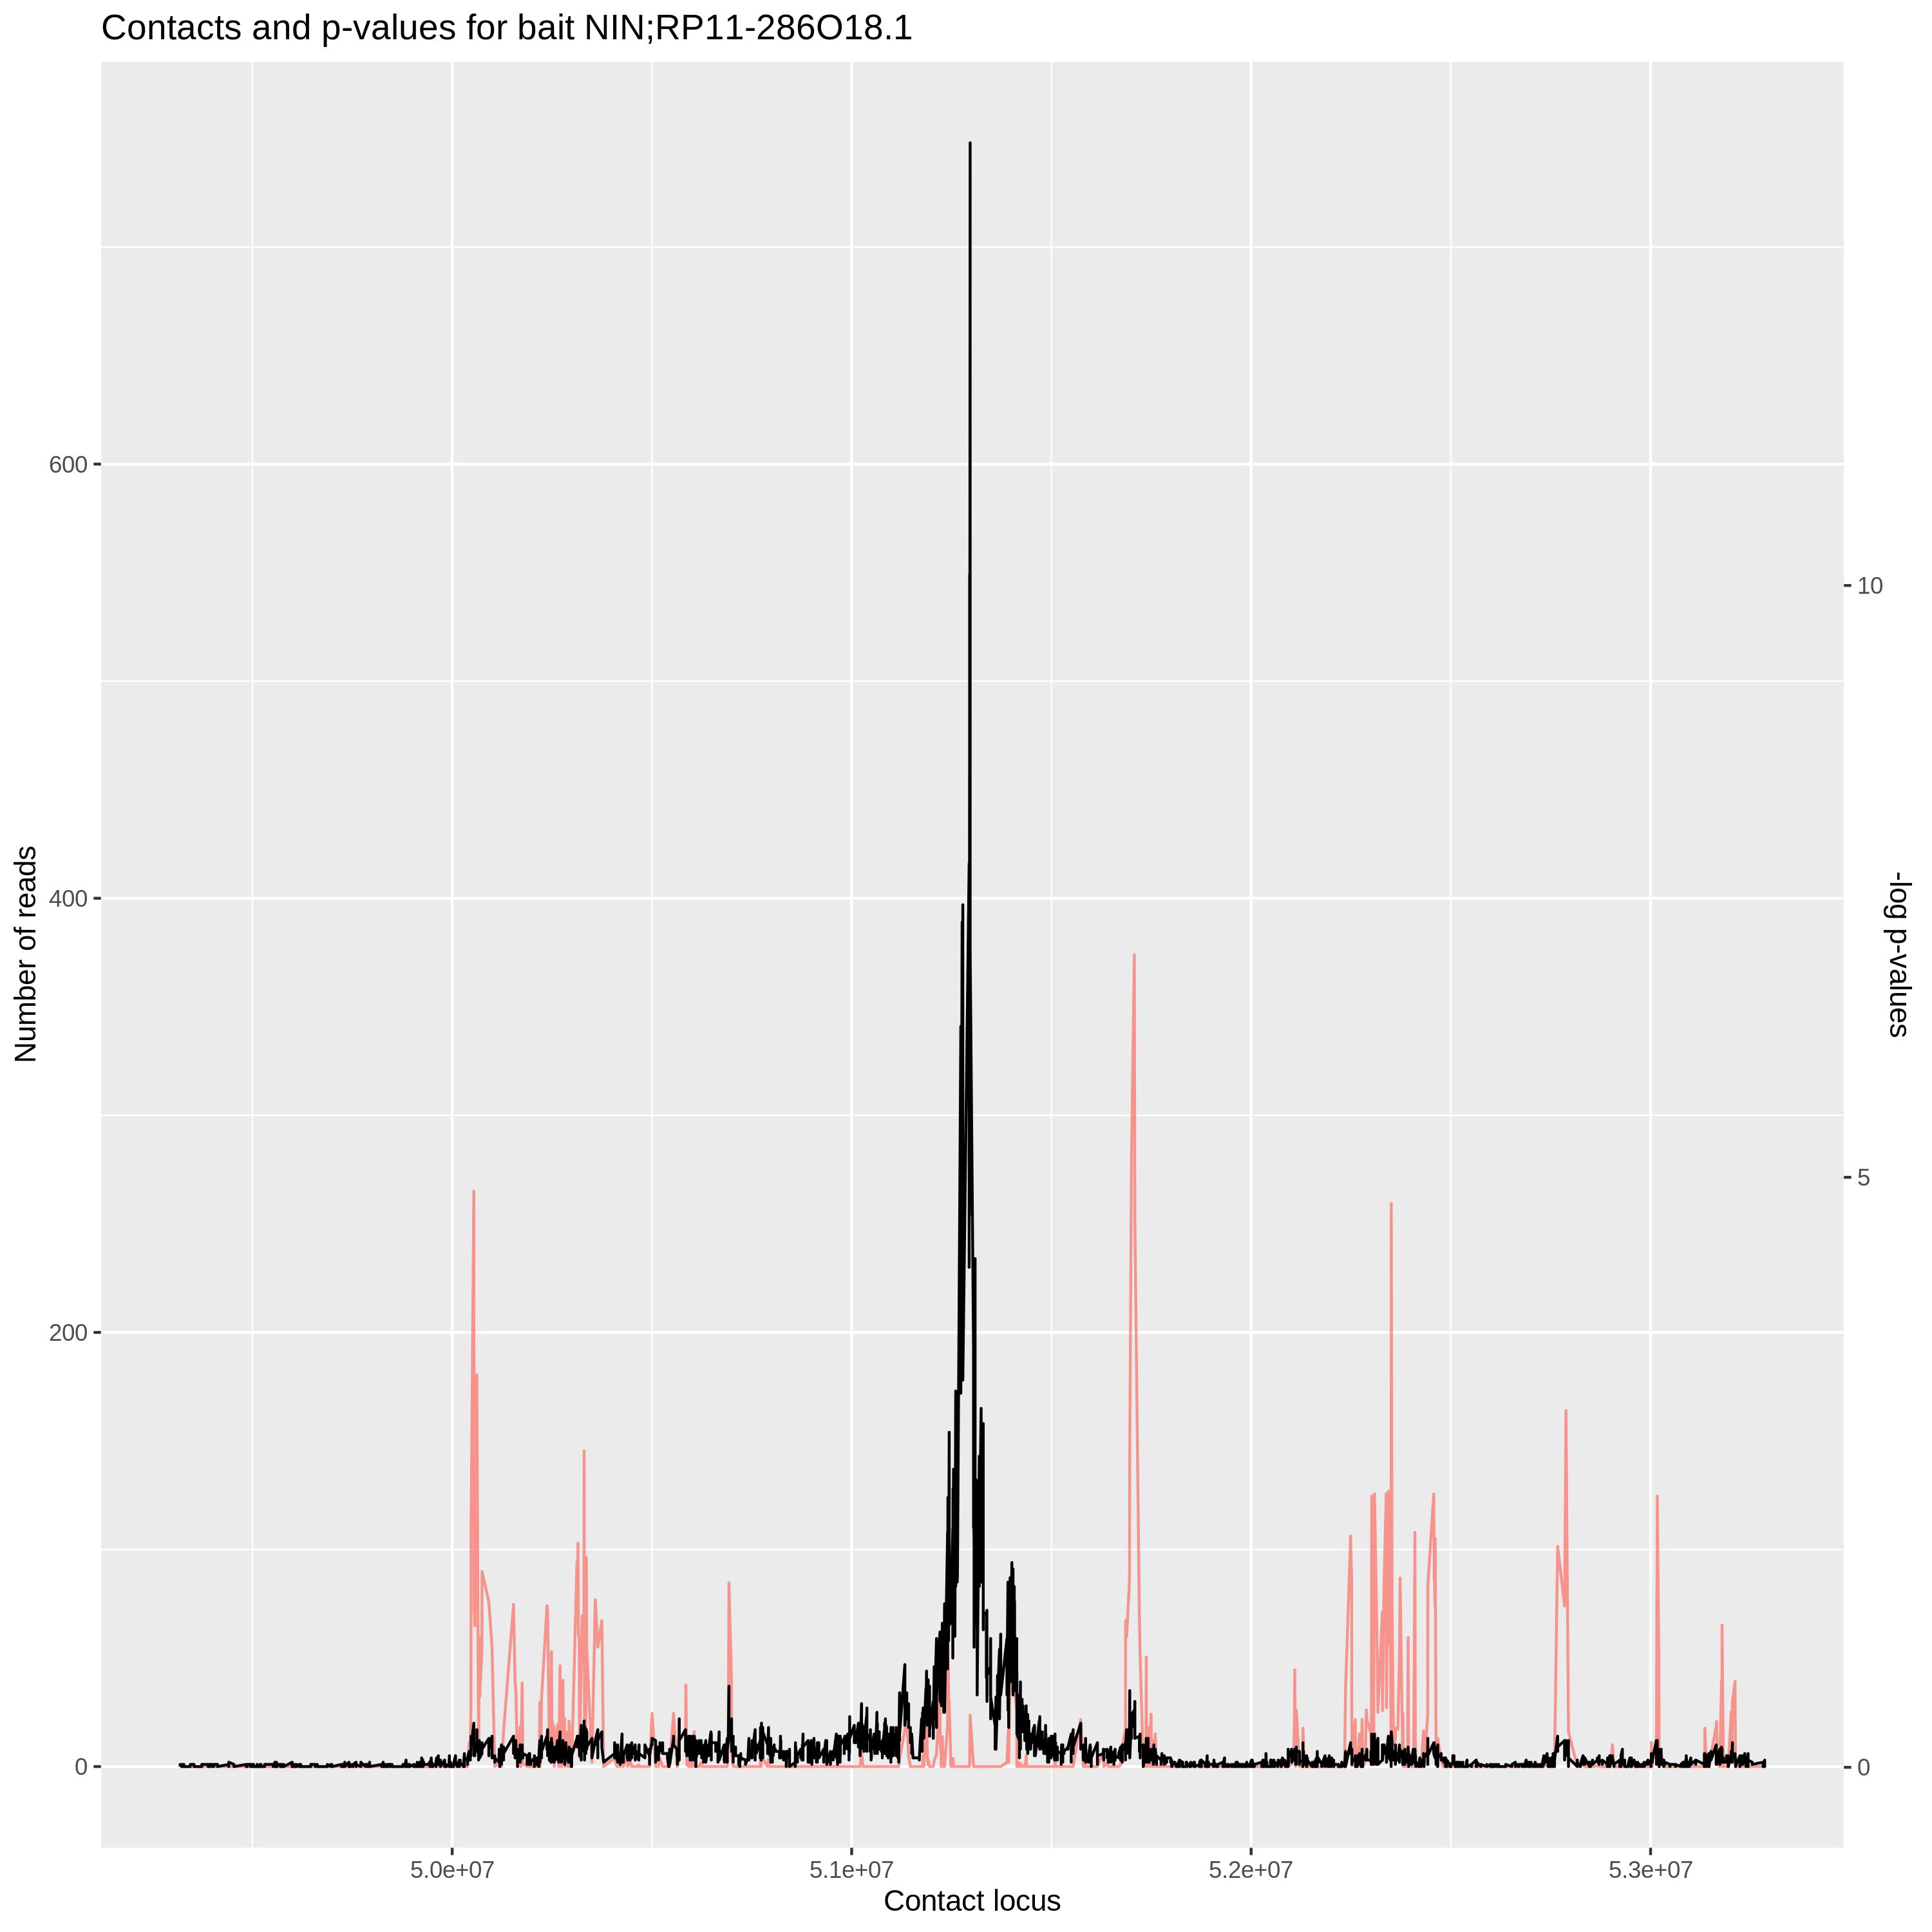 Contacts and p-values for bait NIN;RP11-286O18.1
Number of reads
600
400
200
0
10
5
0
-log p-values
5.0e+07
5.1e+07
5.2e+07
5.3e+07
Contact locus